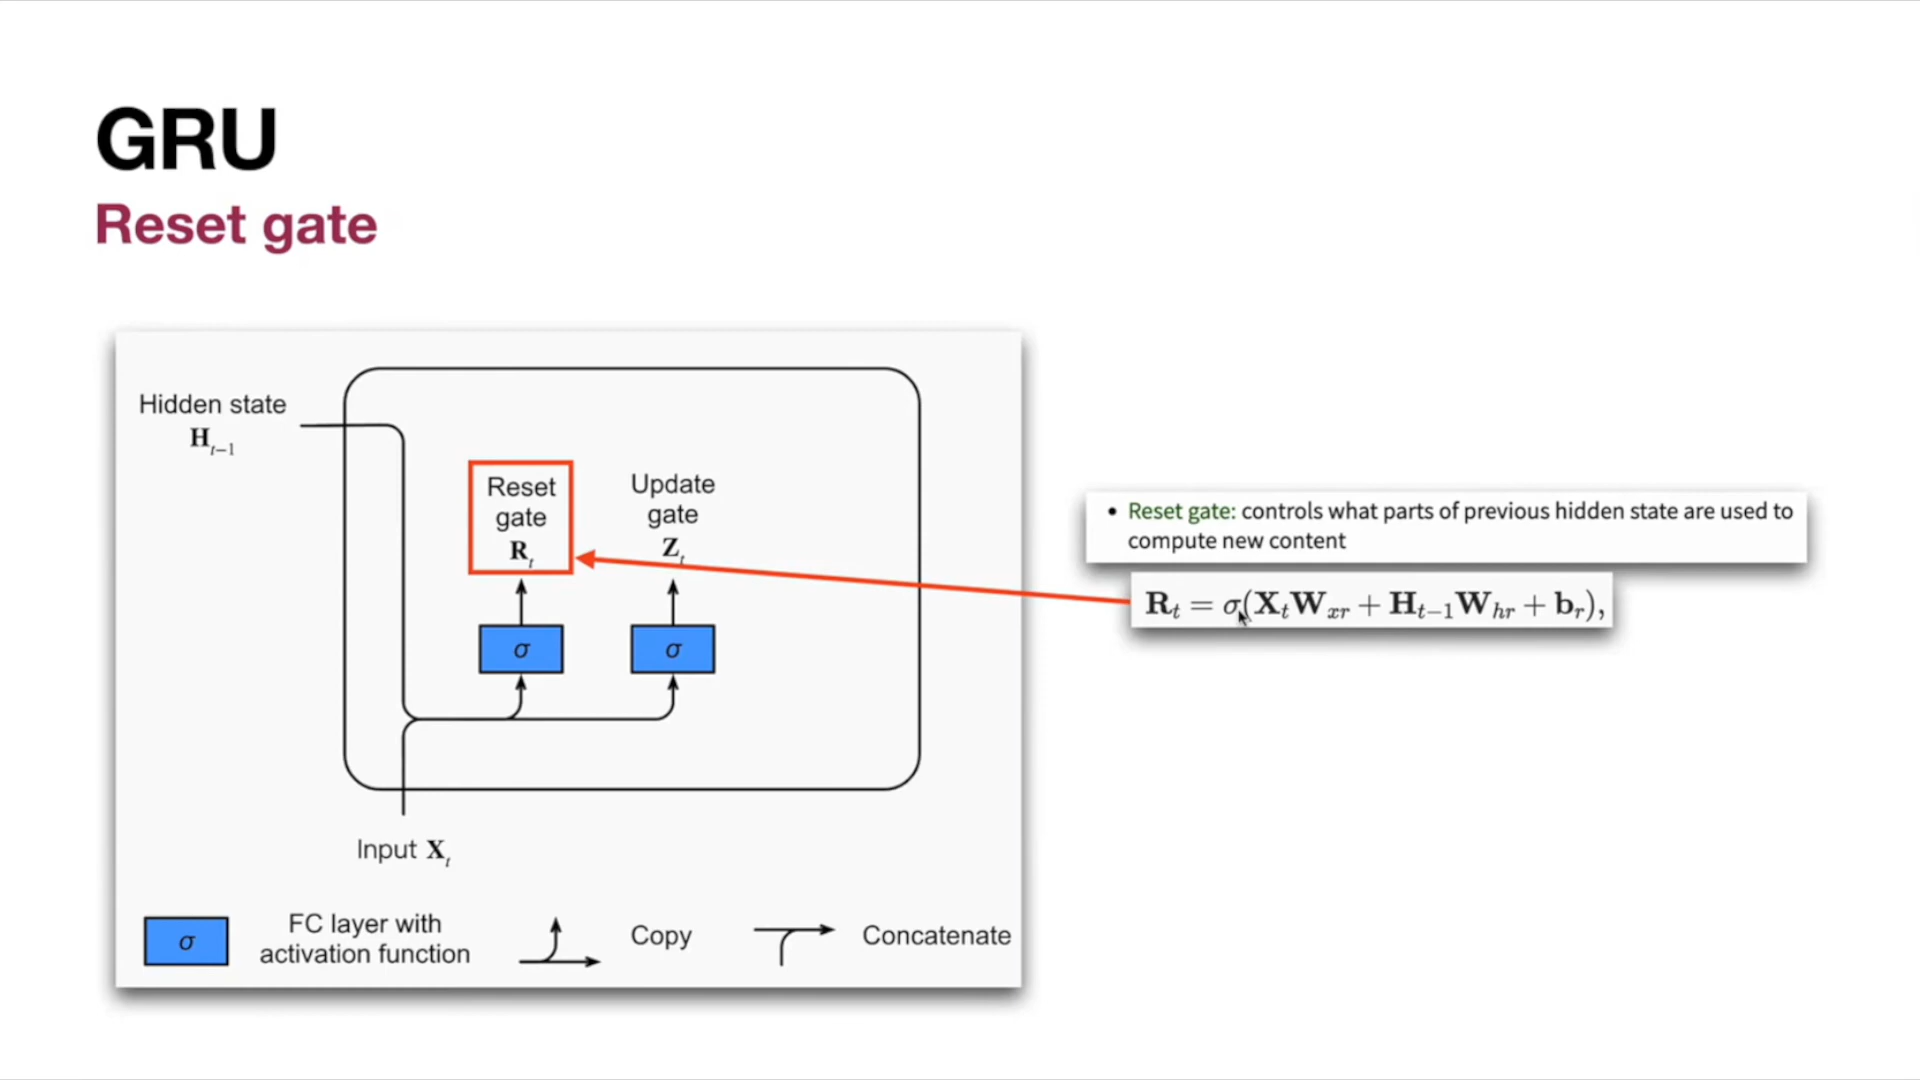 GRU
Reset gate
Hidden state
H_{t-1}
Reset
gate
R_t
Update
gate
Z_t
σ
σ
Input X_t
σ
FC layer with
activation function
Copy
Concatenate
• Reset gate: controls what parts of previous hidden state are used to
compute new content
R_t = σ(X_tW_{xr} + H_{t-1}W_{hr} + b_r),